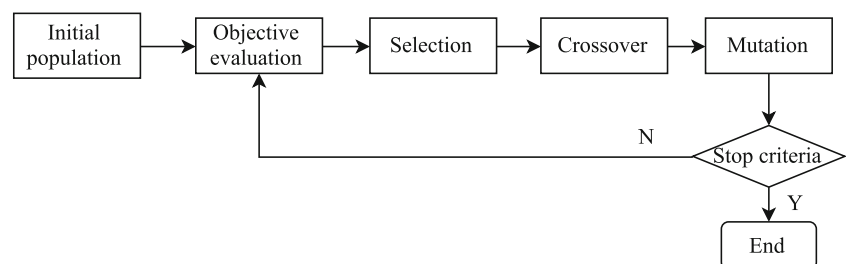 Initial
population
Objective
evaluation
Selection
Crossover
Mutation
N
Stop criteria
Y
End